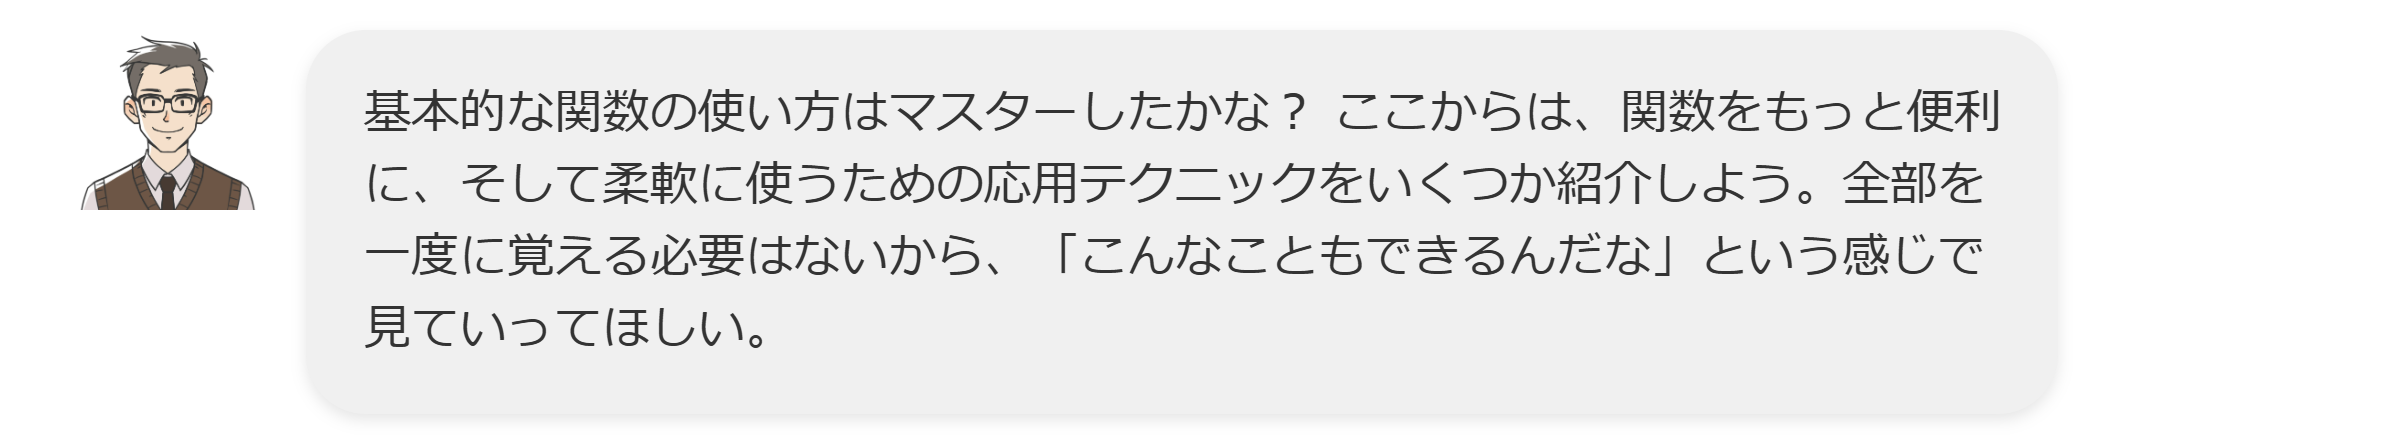 基本的な関数の使い方はマスターしたかな？ ここからは、関数をもっと便利
に、そして柔軟に使うための応用テクニックをいくつか紹介しよう。全部を
一度に覚える必要はないから、「こんなこともできるんだな」という感じで
見ていってほしい。